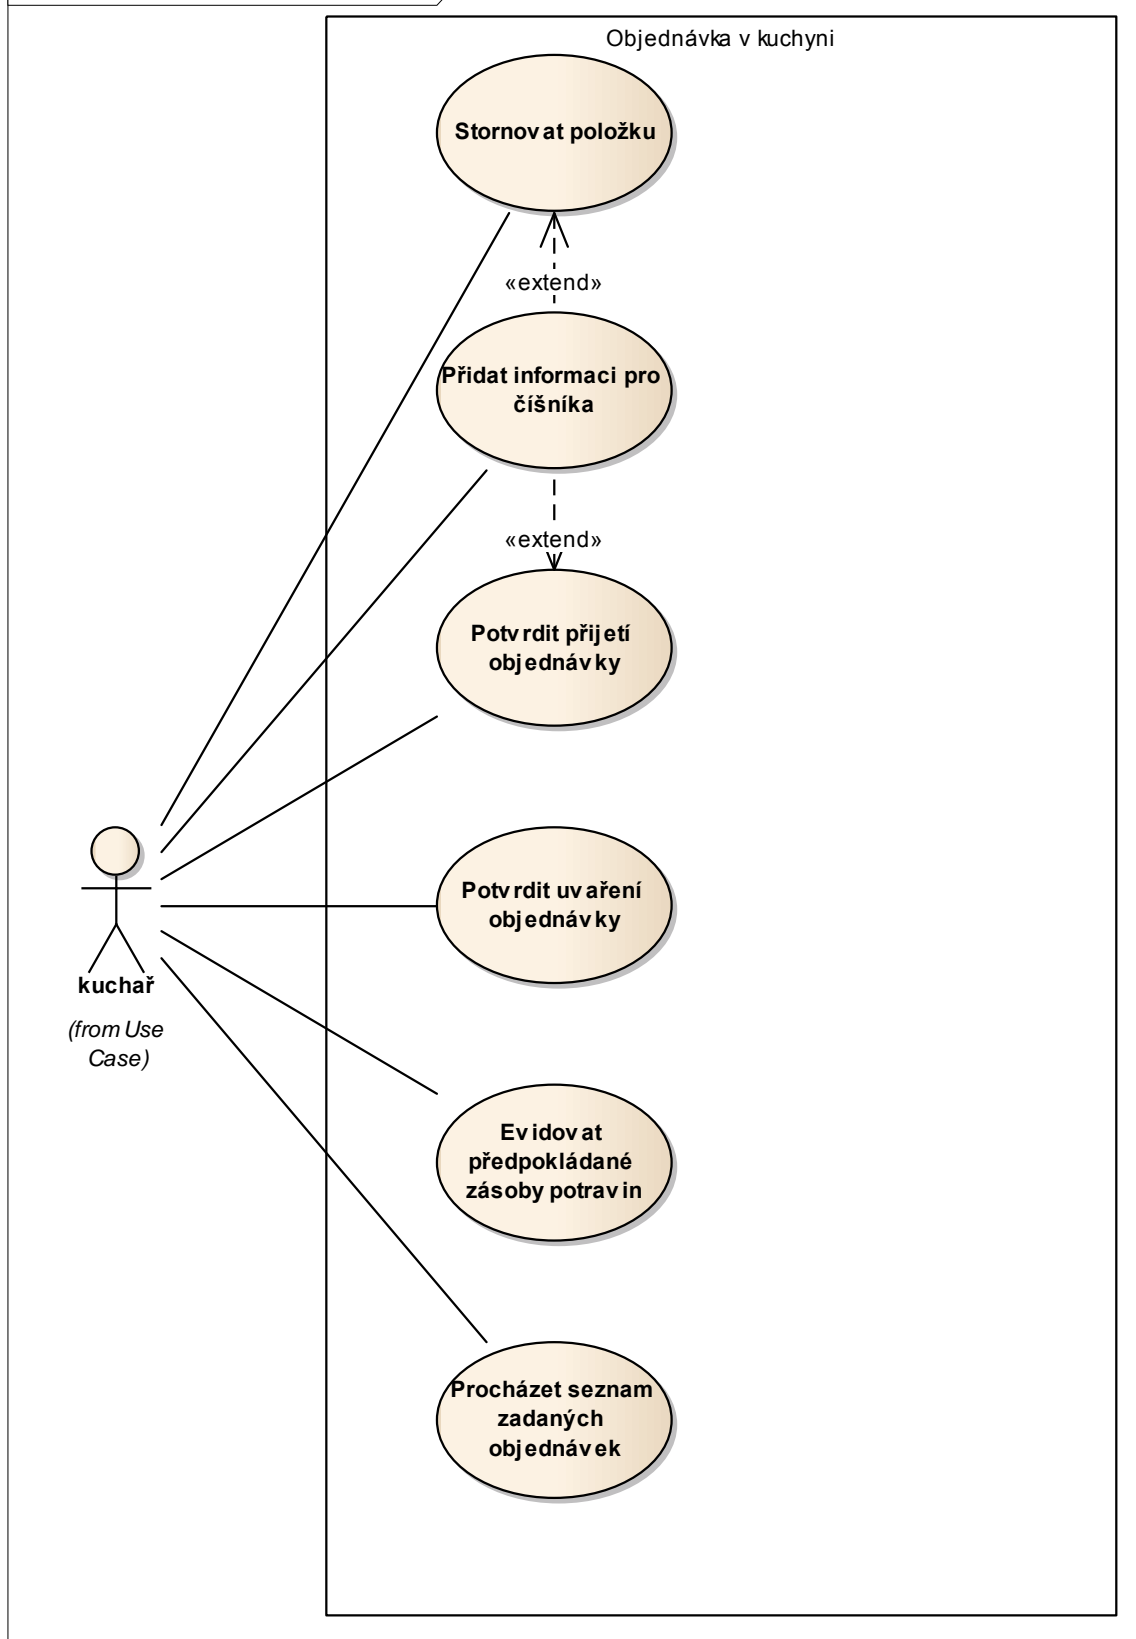 Objednávka v kuchyni
Stornovat položku
«extend»
Přidat informaci pro
číšníka
«extend»
Potvrdit přijetí
objednávky
Potvrdit uvaření
objednávky
kuchař
(from Use
Case)
Evidovat
předpokládané
zásoby potravin
Procházet seznam
zadaných
objednávek